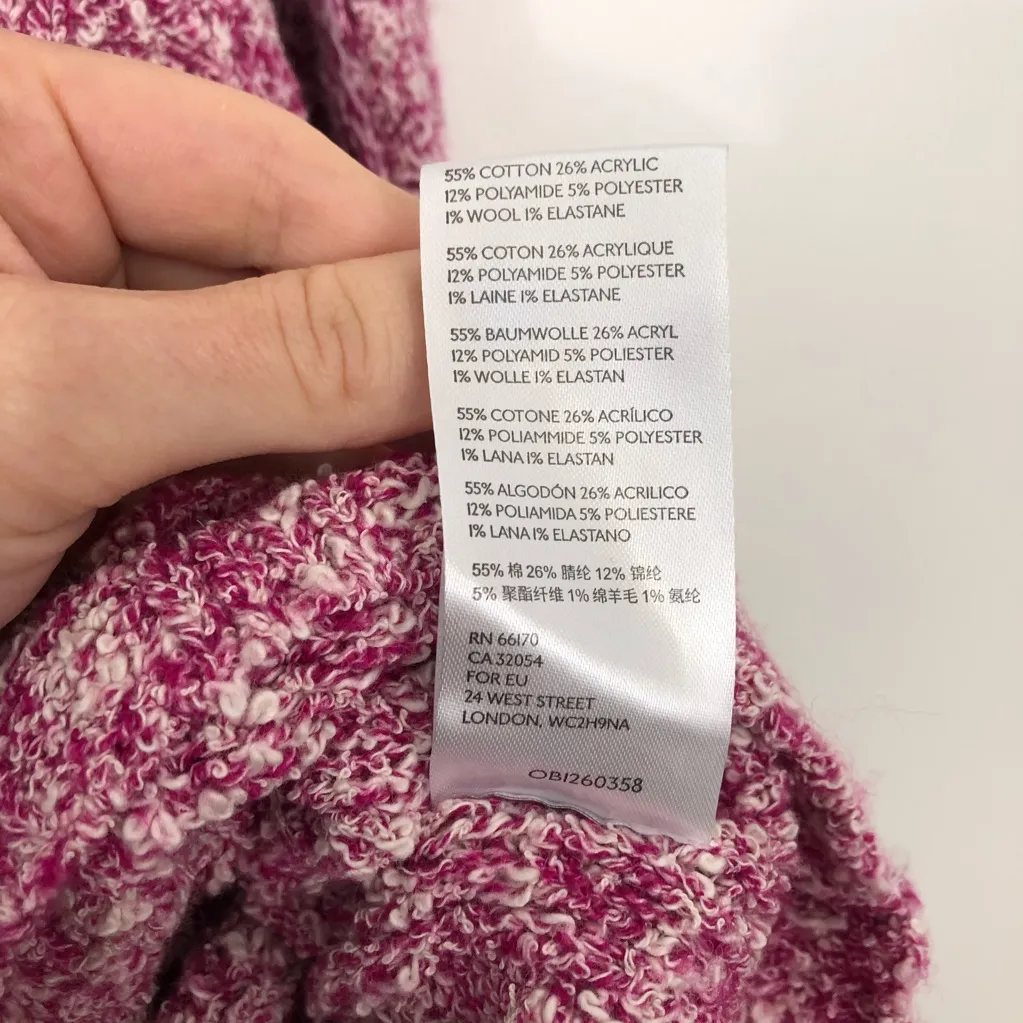 55% COTTON 26% ACRYLIC
12% POLYAMIDE 5% POLYESTER
1% WOOL 1% ELASTANE
55% COTON 26% ACRYLIQUE
12% POLYAMIDE 5% POLYESTER
1% LAINE 1% ELASTANE
55% BAUMWOLLE 26% ACRYL
12% POLYAMID 5% POLIESTER
1% WOLLE 1% ELASTAN
55% COTONE 26% ACRÍLICO
12% POLIAMMIDE 5% POLYESTER
1% LANA 1% ELASTAN
55% ALGODÓN 26% ACRILICO
12% POLIAMIDA 5% POLIESTERE
1% LANA 1% ELASTANO
55% 棉 26% 腈纶 12% 锦纶
5% 聚酯纤维 1% 绵羊毛 1% 氨纶
RN 66170
CA 32054
FOR EU
24 WEST STREET
LONDON, WC2H9NA
OB1260358